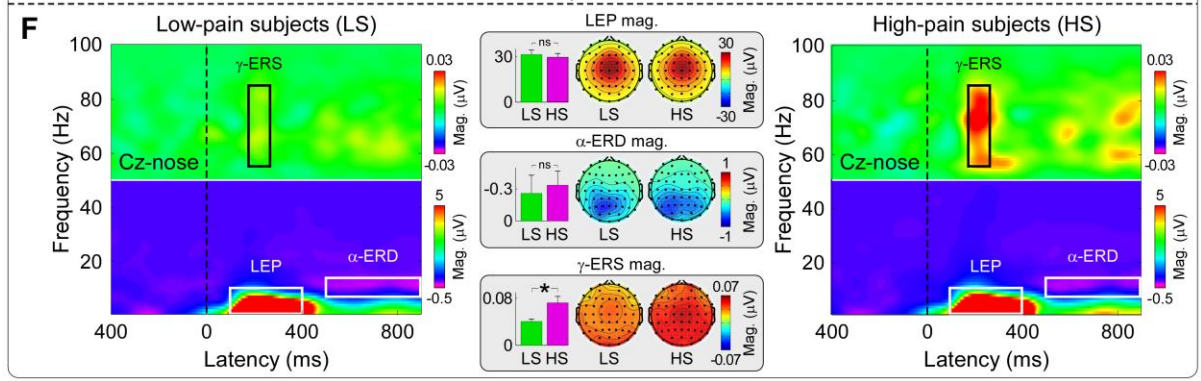 F
Low-pain subjects (LS)
100
80
60
40
20
Frequency (Hz)
γ-ERS
Cz-nose
LEP
α-ERD
-400
0
400
800
Latency (ms)
0.03
-0.03
Mag. (μV)
5
-0.5
Mag. (μV)
LEP mag.
30
0
ns
LS HS
LS
HS
30
-30
Mag. (μV)
α-ERD mag.
-0.3
0
ns
LS HS
LS
HS
1
-1
Mag. (μV)
γ-ERS mag.
0.08
0
*
LS HS
LS
HS
0.07
-0.07
Mag. (μV)
High-pain subjects (HS)
100
80
60
40
20
Frequency (Hz)
γ-ERS
Cz-nose
LEP
α-ERD
400
0
400
800
Latency (ms)
0.03
-0.03
Mag. (μV)
5
-0.5
Mag. (μV)